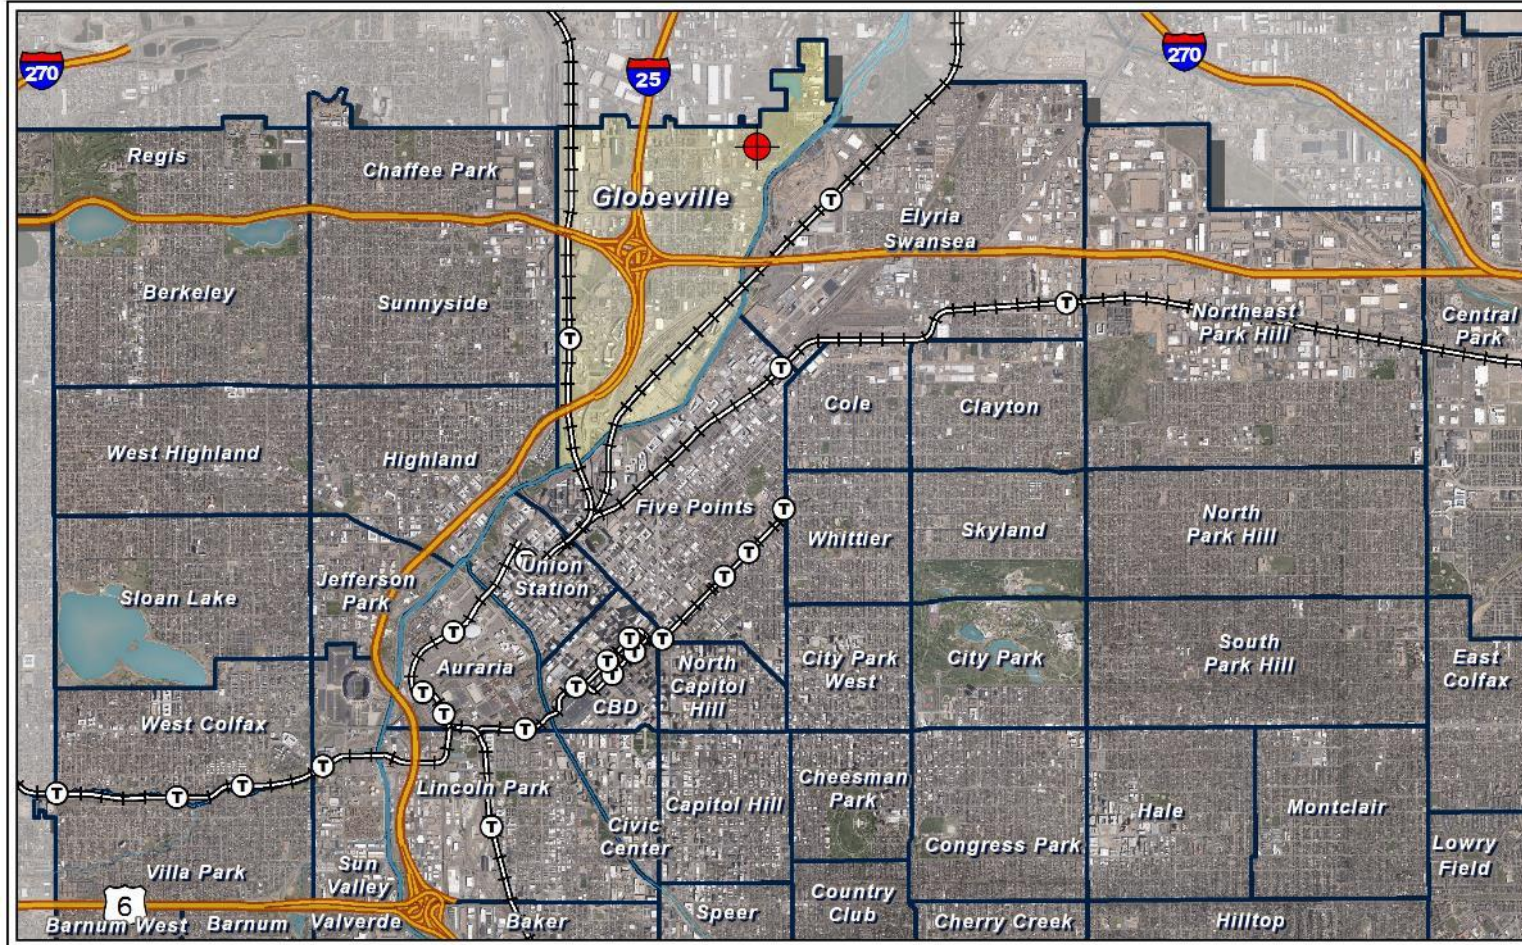 270
25
270
Regis
Chaffee Park
Globeville
Elyria
Swansea
Berkeley
Sunnyside
Northeast
Park Hill
Central
Park
T
T
T
T
West Highland
Highland
Cole
Clayton
Five Points
T
Whittier
Skyland
North
Park Hill
T
T
T
Union
Station
Sloan Lake
Jefferson
Park
T
Auraria
T
T
T
T
T
T
North
Capitol
Hill
City Park
West
City Park
South
Park Hill
East
Colfax
West Colfax
T
T
T
CBD
T
T
T
T
T
Lincoln Park
Capitol Hill
Cheesman
Park
Hale
Montclair
T
Civic
Center
Congress Park
Lowry
Field
Villa Park
Sun
Valley
Country
Club
6
Barnum West
Barnum
Valverde
Baker
Speer
Cherry Creek
Hilltop